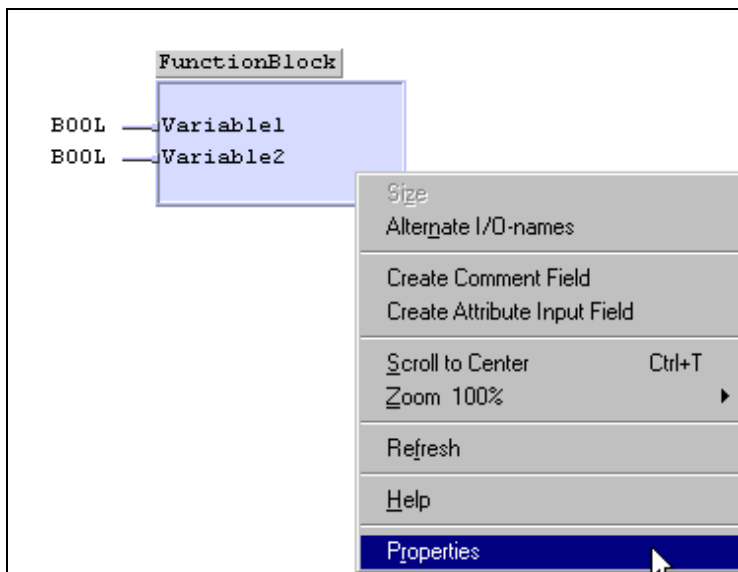 FunctionBlock
BOOL Variable1
BOOL Variable2
Size
Alternate I/O-names
Create Comment Field
Create Attribute Input Field
Scroll to Center Ctrl+T
Zoom 100%
Refresh
Help
Properties